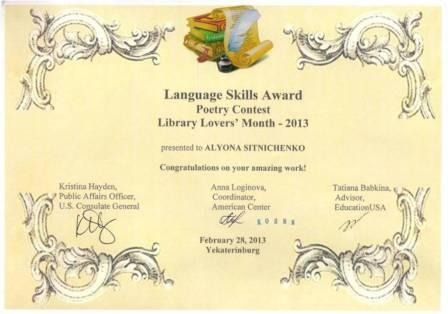 Language Skills Award
Poetry Contest
Library Lovers' Month - 2013
presented to ALYONA SITNICHENKO
Congratulations on your amazing work!
Kristina Hayden,
Public Affairs Officer,
U.S. Consulate General
Anna Loginova,
Coordinator,
American Center
Tatiana Babkina,
Advisor,
EducationUSA
February 28, 2013
Yekaterinburg